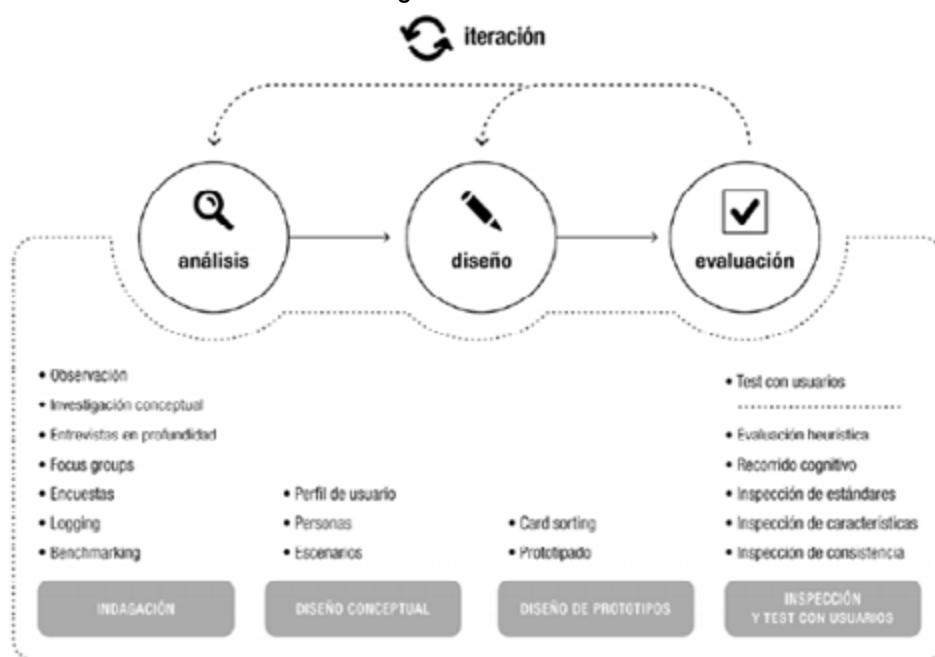 iteración
análisis
diseño
evaluación
• Observación
• Investigación conceptual
• Entrevistas en profundidad
• Focus groups
• Encuestas
• Logging
• Benchmarking
INDAGACIÓN
• Perfil de usuario
• Personas
• Escenarios
DISEÑO CONCEPTUAL
• Card sorting
• Prototipado
DISEÑO DE PROTOTIPOS
• Test con usuarios
• Evaluación heurística
• Recorrido cognitivo
• Inspección de estándares
• Inspección de características
• Inspección de consistencia
INSPECCIÓN
Y TEST CON USUARIOS